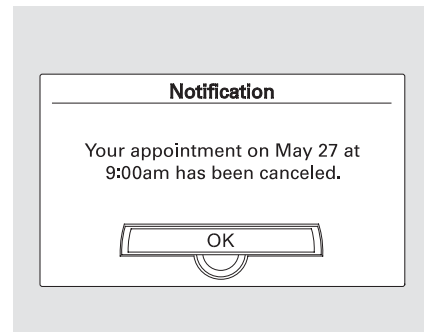 Notification
Your appointment on May 27 at
9:00am has been canceled.
OK